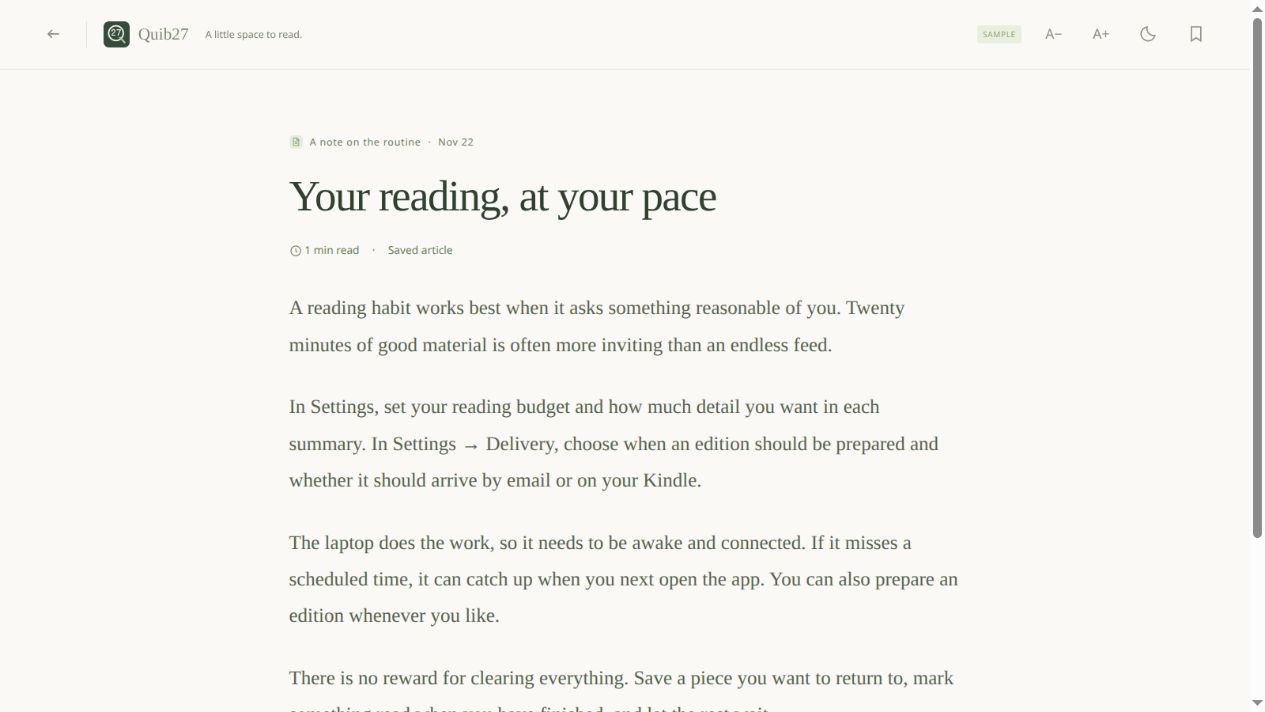 27 Quib27 A little space to read. SAMPLE A− A+
A note on the routine · Nov 22
Your reading, at your pace
1 min read · Saved article
A reading habit works best when it asks something reasonable of you. Twenty
minutes of good material is often more inviting than an endless feed.
In Settings, set your reading budget and how much detail you want in each
summary. In Settings → Delivery, choose when an edition should be prepared and
whether it should arrive by email or on your Kindle.
The laptop does the work, so it needs to be awake and connected. If it misses a
scheduled time, it can catch up when you next open the app. You can also prepare an
edition whenever you like.
There is no reward for clearing everything. Save a piece you want to return to, mark